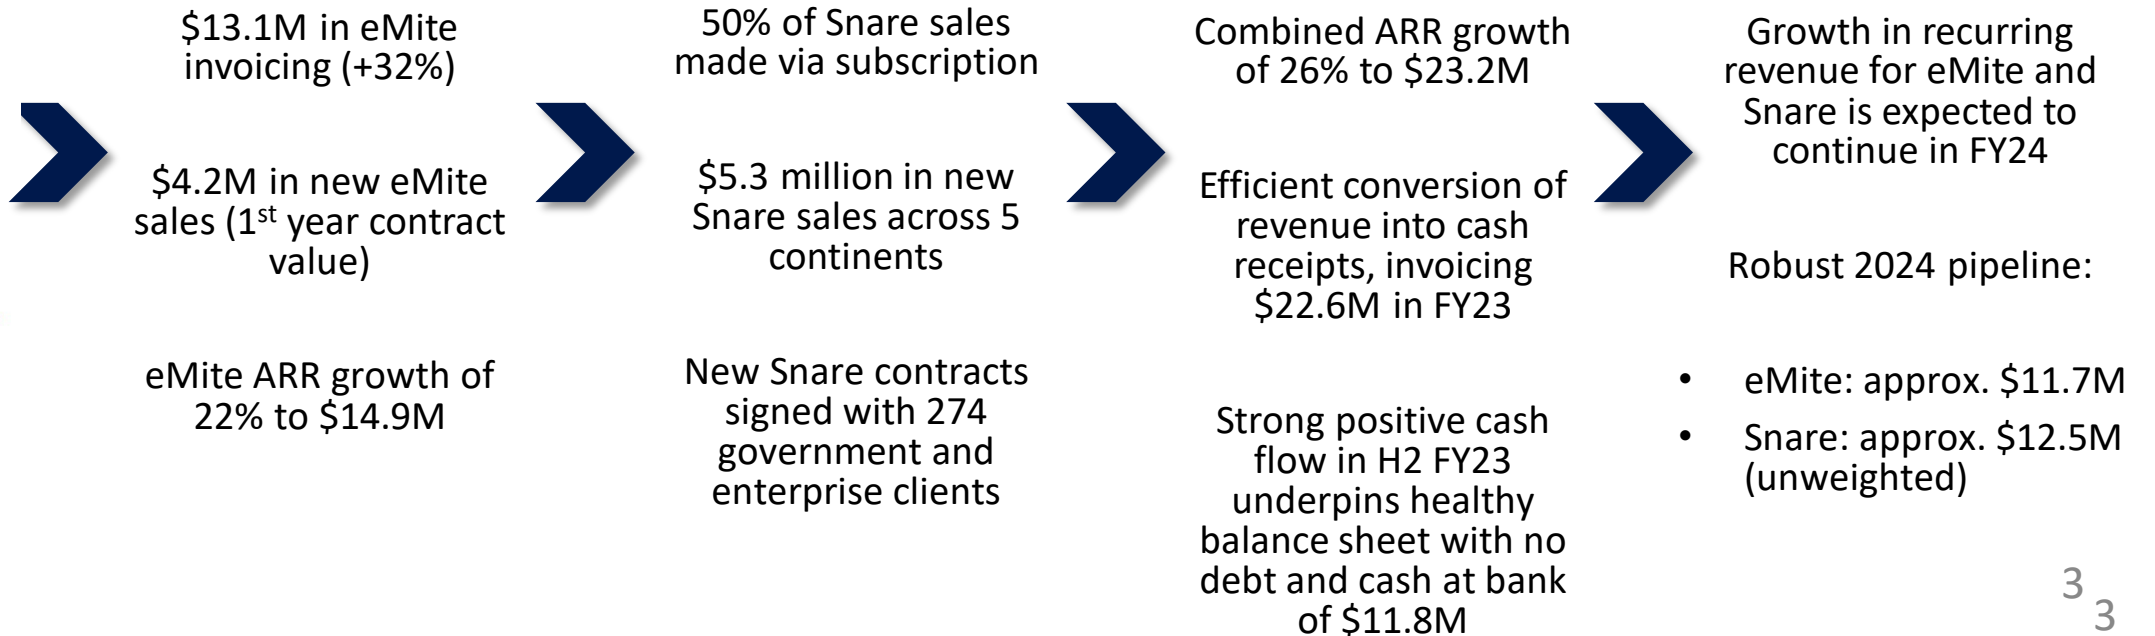 $13.1M in eMite
invoicing (+32%)
$4.2M in new eMite
sales (1st year contract
value)
eMite ARR growth of
22% to $14.9M
50% of Snare sales
made via subscription
$5.3 million in new
Snare sales across 5
continents
New Snare contracts
signed with 274
government and
enterprise clients
Combined ARR growth
of 26% to $23.2M
Efficient conversion of
revenue into cash
receipts, invoicing
$22.6M in FY23
Strong positive cash
flow in H2 FY23
underpins healthy
balance sheet with no
debt and cash at bank
of $11.8M
Growth in recurring
revenue for eMite and
Snare is expected to
continue in FY24
Robust 2024 pipeline:
• eMite: approx. $11.7M
• Snare: approx. $12.5M
(unweighted)
3
3